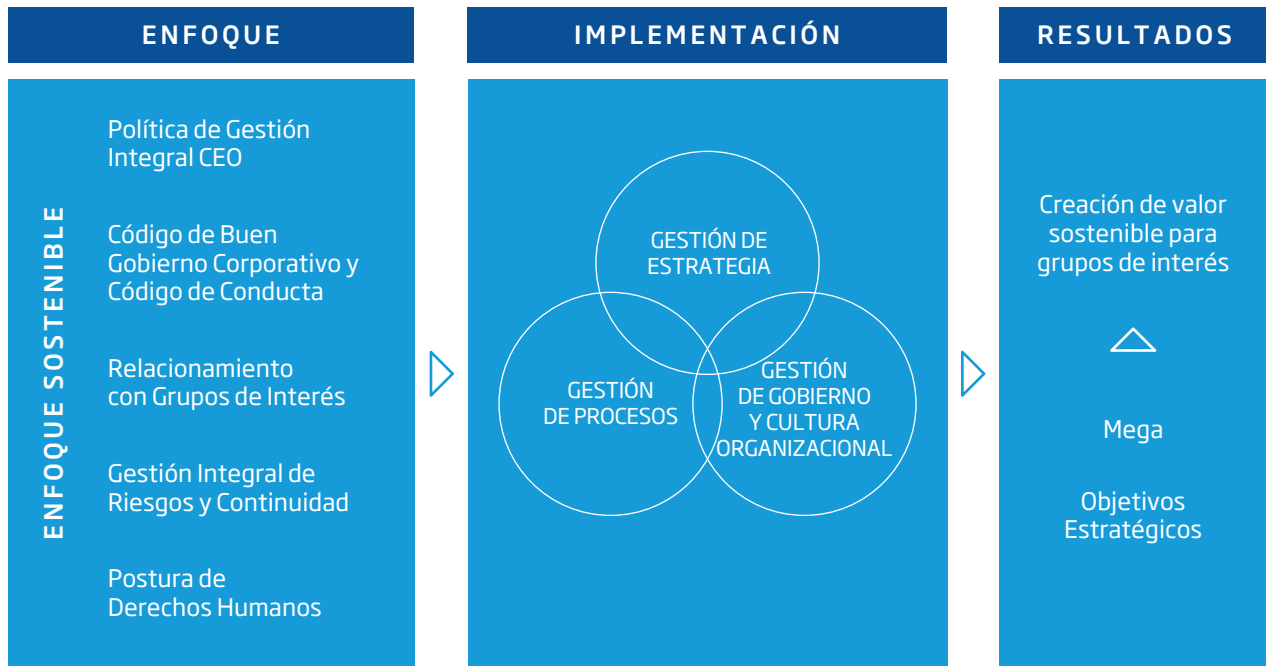 ENFOQUE
ENFOQUE SOSTENIBLE
Política de Gestión
Integral CEO
Código de Buen
Gobierno Corporativo y
Código de Conducta
Relacionamiento
con Grupos de Interés
Gestión Integral de
Riesgos y Continuidad
Postura de
Derechos Humanos
IMPLEMENTACIÓN
GESTIÓN DE
ESTRATEGIA
GESTIÓN
DE PROCESOS
GESTIÓN
DE GOBIERNO
Y CULTURA
ORGANIZACIONAL
RESULTADOS
Creación de valor
sostenible para
grupos de interés
Mega
Objetivos
Estratégicos